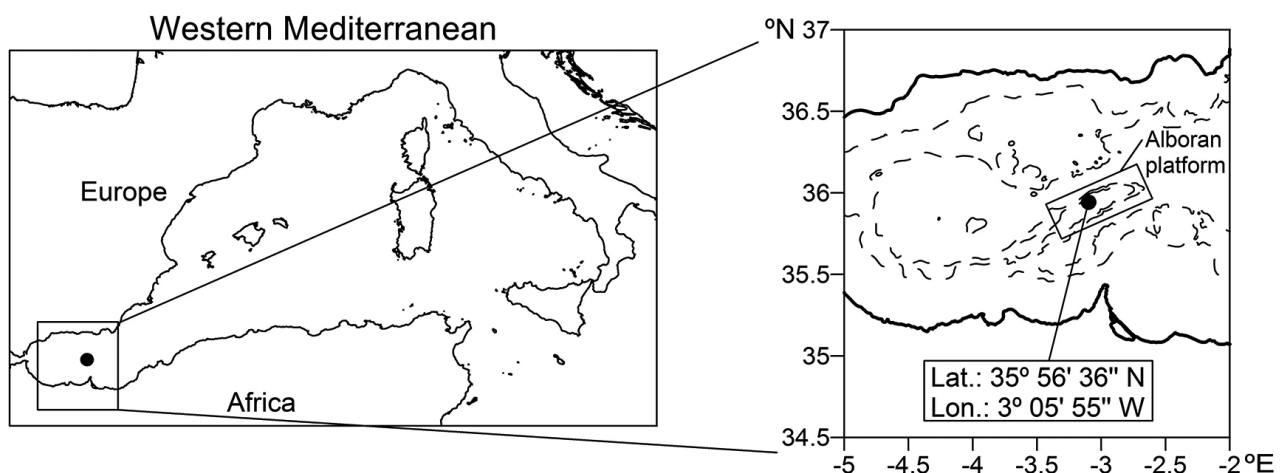 Western Mediterranean
Europe
Africa
ºN 37
36.5
36
35.5
35
34.5
Alboran
platform
Lat.: 35º 56' 36" N
Lon.: 3º 05' 55" W
-5 -4.5 -4 -3.5 -3 -2.5 -2 ºE